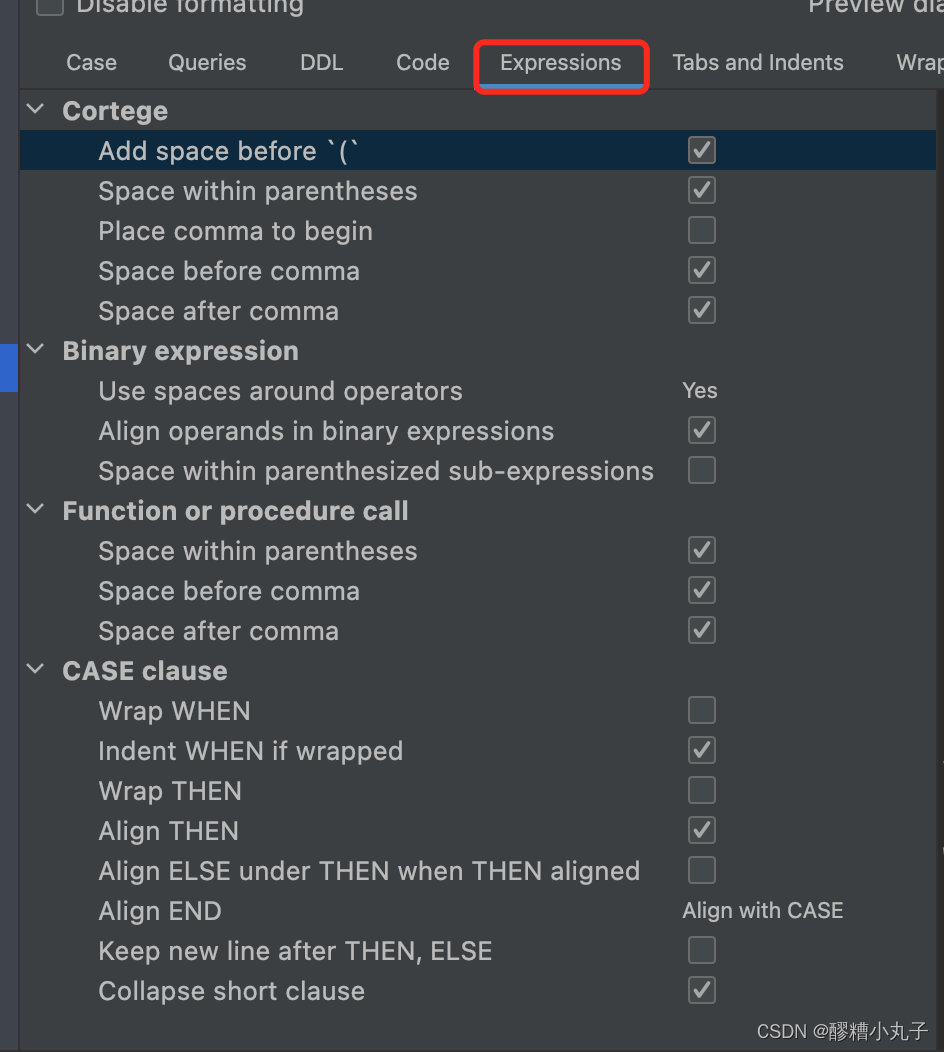 Disable formatting
Preview dia
Case Queries DDL Code Expressions Tabs and Indents Wrap
Cortege
Add space before `(`
Space within parentheses
Place comma to begin
Space before comma
Space after comma
Binary expression
Use spaces around operators Yes
Align operands in binary expressions
Space within parenthesized sub-expressions
Function or procedure call
Space within parentheses
Space before comma
Space after comma
CASE clause
Wrap WHEN
Indent WHEN if wrapped
Wrap THEN
Align THEN
Align ELSE under THEN when THEN aligned
Align END Align with CASE
Keep new line after THEN, ELSE
Collapse short clause
CSDN @醪糟小丸子